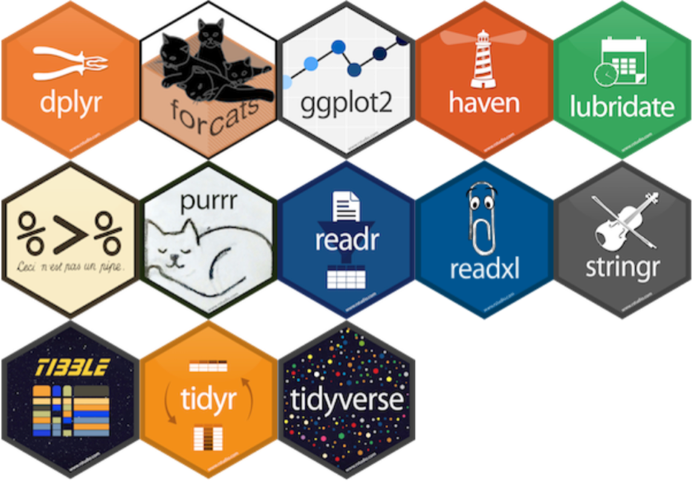 dplyr
forcats
ggplot2
haven
lubridate
%>%
Ceci n'est pas un pipe.
purrr
readr
readxl
stringr
TIBBLE
tidyr
tidyverse